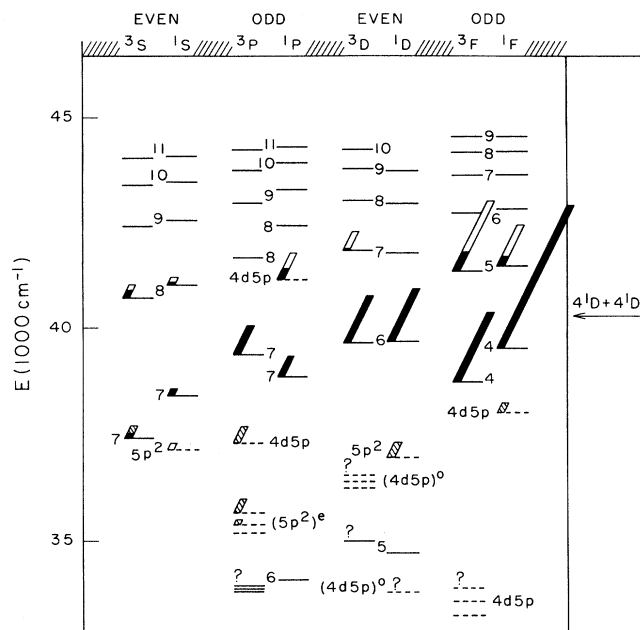 EVEN ODD EVEN ODD
³S ¹S ³P ¹P ³D ¹D ³F ¹F
E (1000 cm⁻¹)
45
11 11 10 9
10 10 9 8
9 9 8 7
8 6
7
8 8 4d5p 5
4¹D+4¹D
7 6 4
7 7 4
7 4d5p
5p² 4d5p 5p²
? (4d5p)º
(5p²)ᵉ
35 ? 5
? 6 (4d5p)º ? ?
4d5p
40